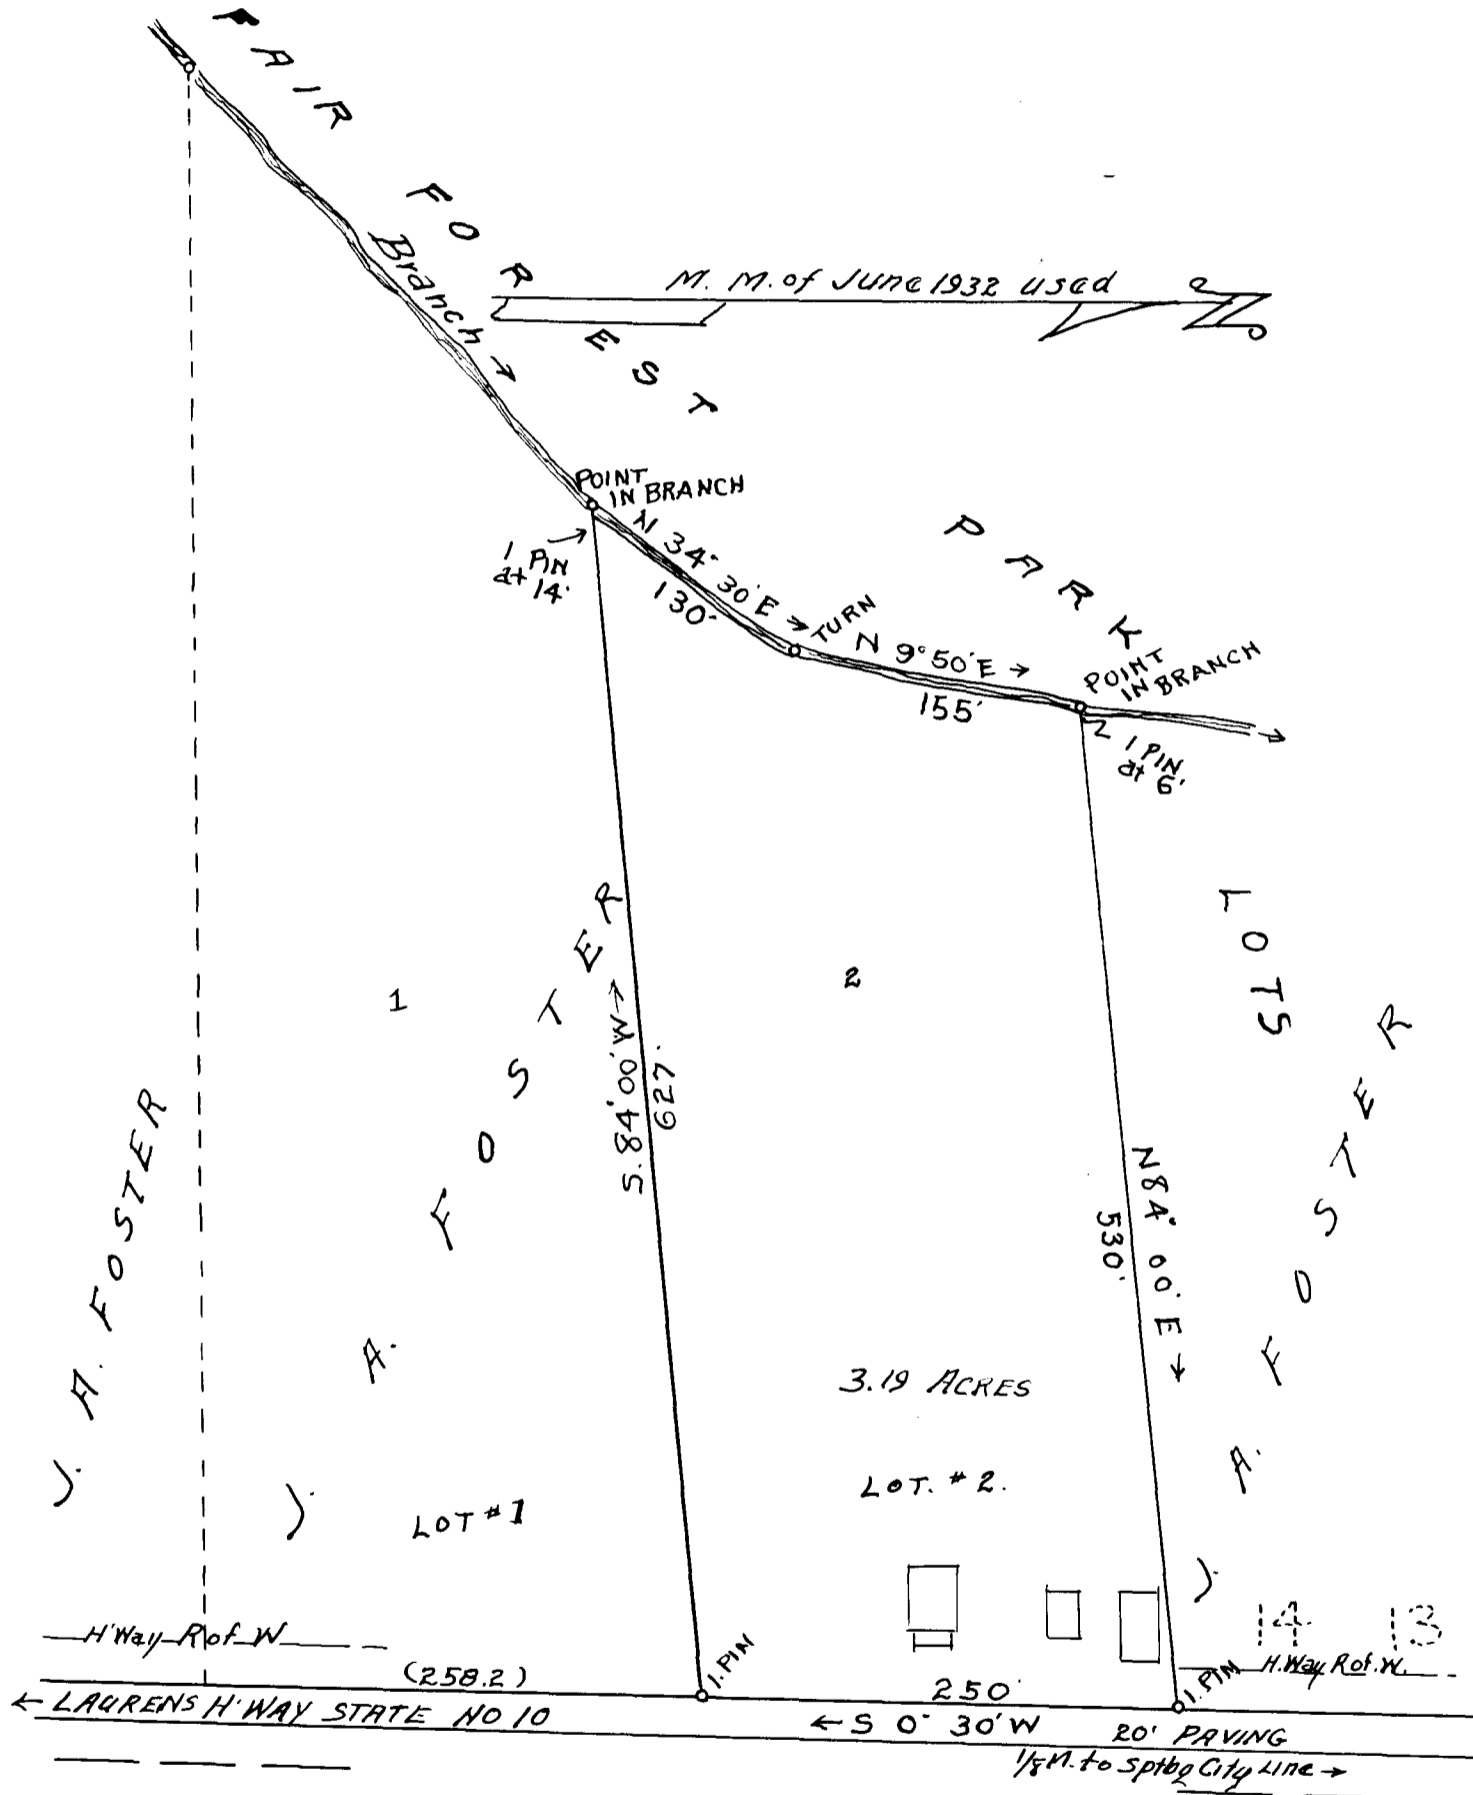 FAIR FOREST PARK LOTS
Branch
M. M. of June 1932 used
N
POINT
IN BRANCH
1 PIN
at 14'
N 34° 30' E
130'
TURN
N 9° 50' E
155'
POINT
IN BRANCH
1 PIN
at 6'
1
2
S. 84° 00' W
627'
N 84° 00' E
530'
J. A. FOSTER
J. A. FOSTER
J. A. FOSTER
3.19 ACRES
LOT. # 2.
LOT # 1
14 13
H'Way R of W
H.Way R of. W.
1. PIN
1. PIN
(258.2)
250'
← LAURENS H'WAY STATE NO 10
← S 0° 30' W
20' PAVING
1/8 M. to Sptbg City Line →